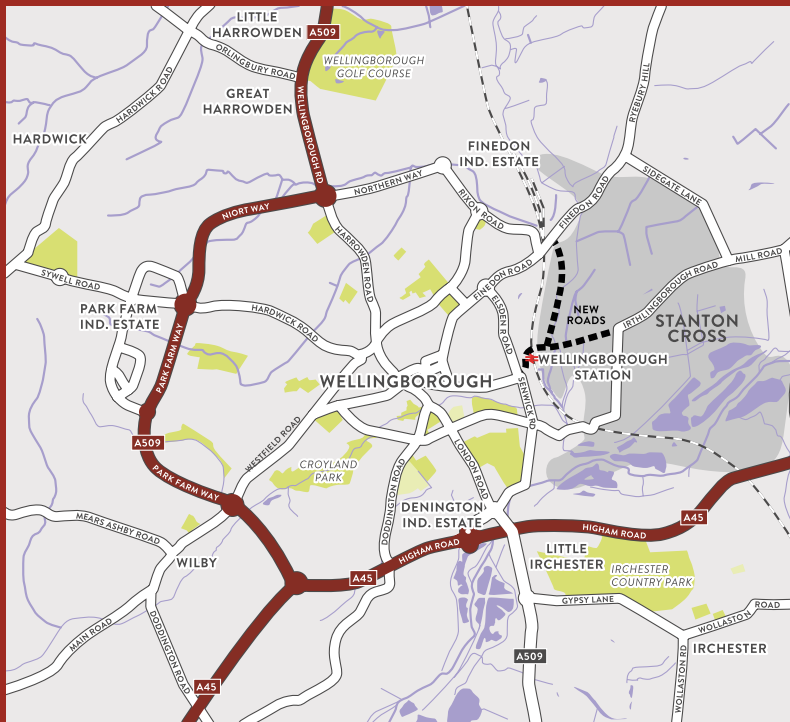 LITTLE
HARROWDEN
A509
ORLINGBURY ROAD
WELLINGBOROUGH
GOLF COURSE
HARDWICK ROAD
GREAT
HARROWDEN
WELLINGBOROUGH RD
RYEBURY HILL
HARDWICK
FINEDON
IND. ESTATE
NORTHERN WAY
SIDEGATE LANE
RIXON ROAD
FINEDON ROAD
NIORT WAY
HARROWDEN ROAD
MILL ROAD
SYWELL ROAD
FINEDON ROAD
IRTHLINGBOROUGH ROAD
PARK FARM
IND. ESTATE
HARDWICK ROAD
ELSDEN ROAD
NEW
ROADS
STANTON
CROSS
PARK FARM WAY
WELLINGBOROUGH
STATION
WELLINGBOROUGH
SENWICK RD
A509
WESTFIELD ROAD
CROYLAND
PARK
LONDON ROAD
PARK FARM WAY
DODDINGTON ROAD
DENINGTON
IND. ESTATE
MEARS ASHBY ROAD
A45
HIGHAM ROAD
HIGHAM ROAD
LITTLE
IRCHESTER
WILBY
A45
IRCHESTER
COUNTRY PARK
GYPSY LANE
WOLLASTON ROAD
MAIN ROAD
DODDINGTON ROAD
A509
IRCHESTER
WOLLASTON RD
A45